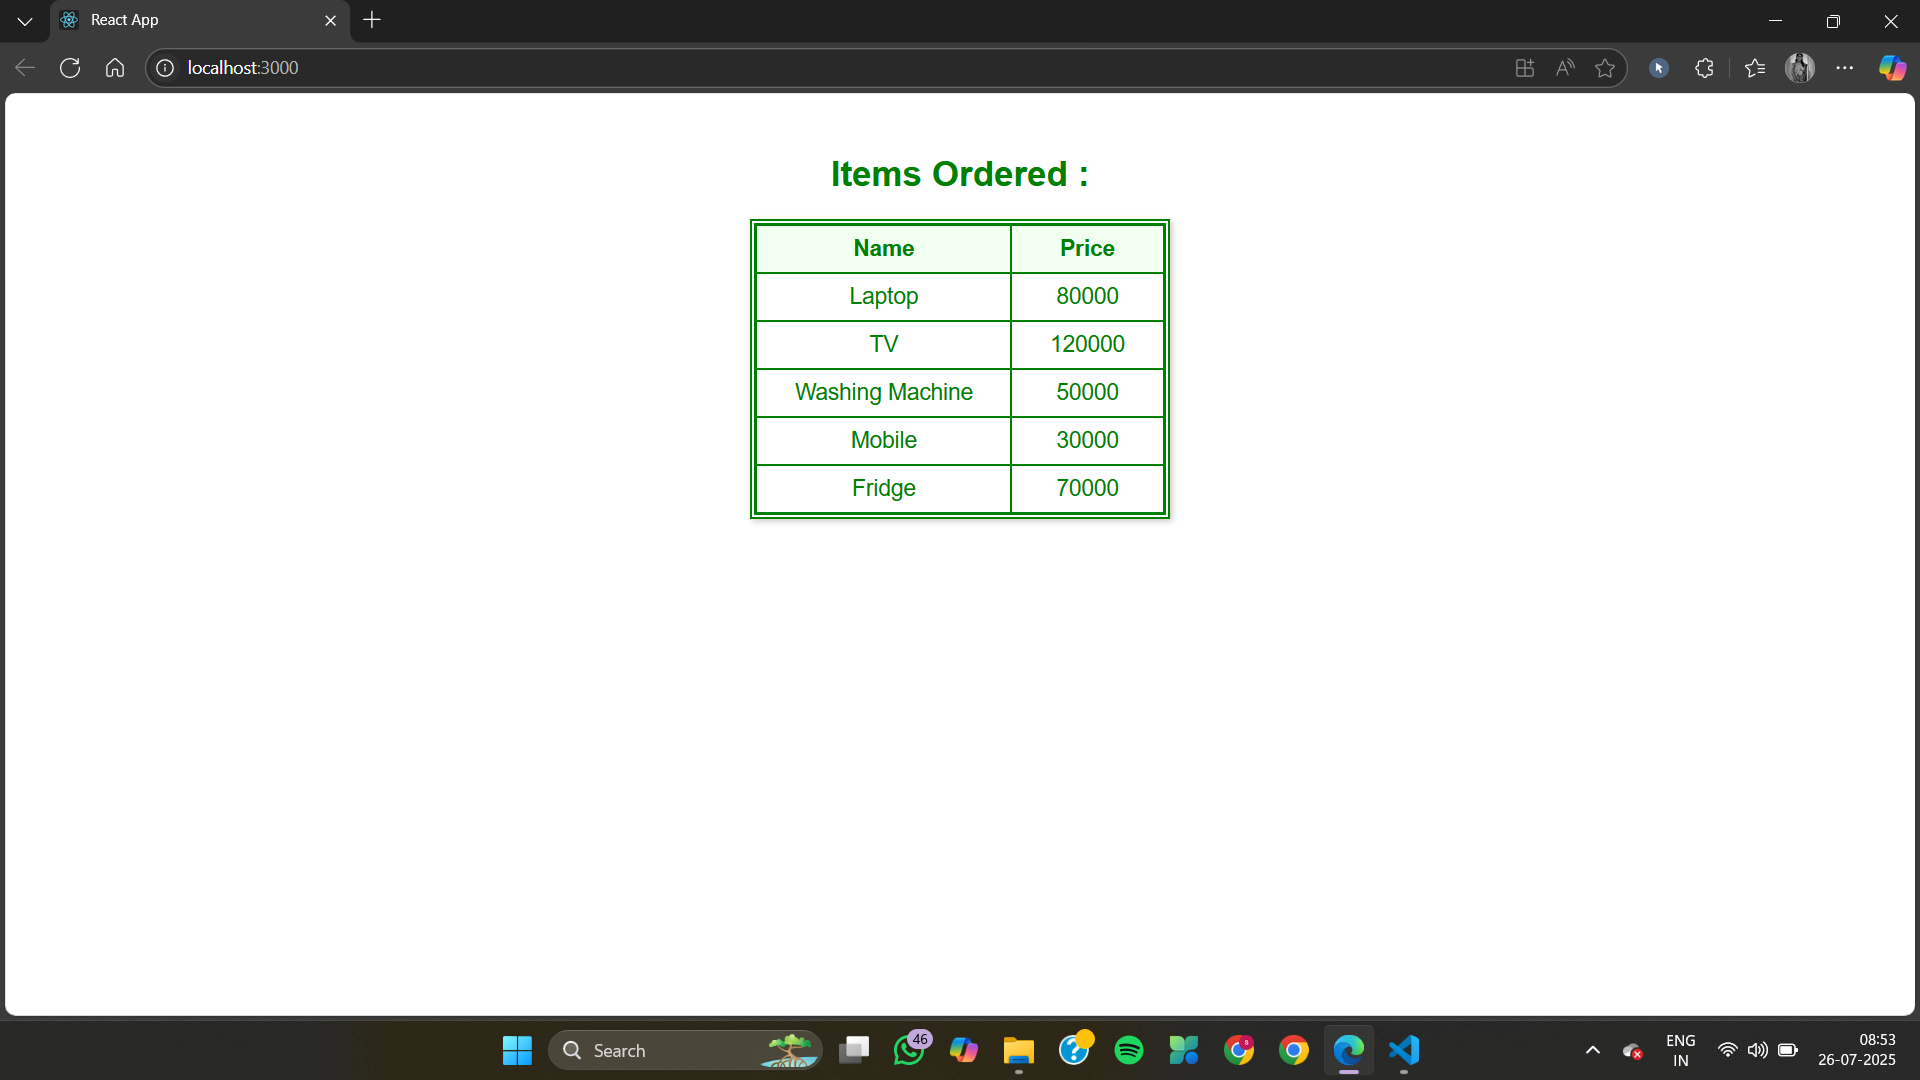 React App
localhost:3000
Items Ordered :
Name Price
Laptop 80000
TV 120000
Washing Machine 50000
Mobile 30000
Fridge 70000
Search
46
8
ENG
IN
08:53
26-07-2025